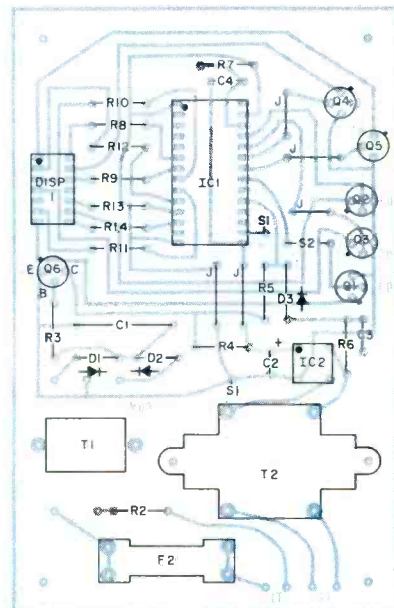 R7
C4
R10
J
Q4
R8
R12
Q5
J
DISP
1
R9
IC1
Q2
R13
J
S1
R14
S2
Q3
R11
E Q6 C
B
J
J
R5
D3
Q1
C1
R3
R4
+
C2
IC2
R6
C3
D1
D2
S1
T1
T2
R2
F2